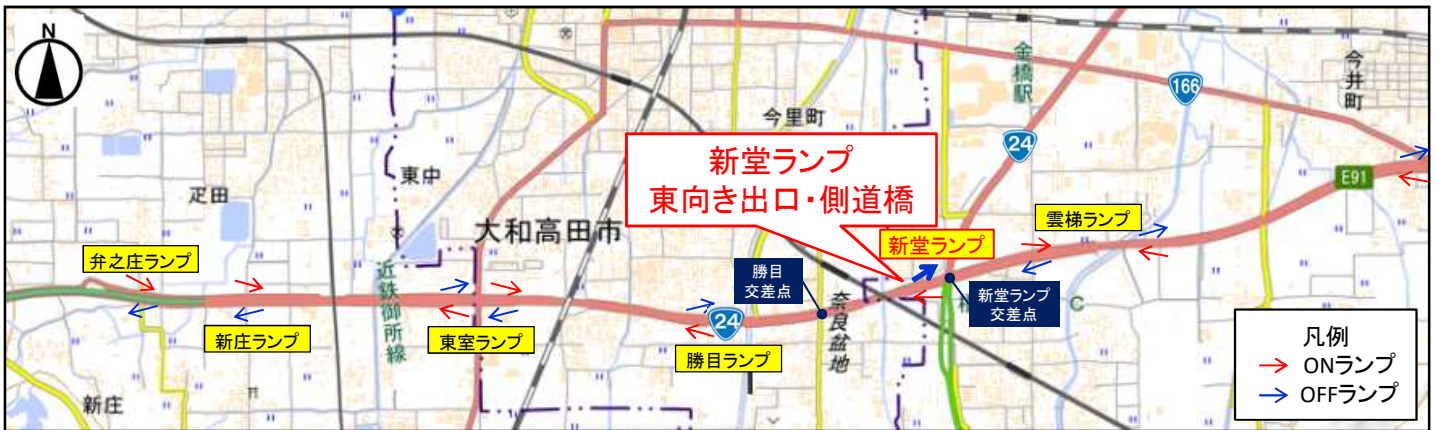 N
金橋駅
今井町
166
今里町
24
新堂ランプ
東向き出口・側道橋
E91
東中
疋田
大和高田市
雲梯ランプ
新堂ランプ
弁之庄ランプ
近鉄御所線
勝目
交差点
新堂ランプ
交差点
C
24
奈良盆地
新庄ランプ
東室ランプ
勝目ランプ
新庄
凡例
ONランプ
OFFランプ